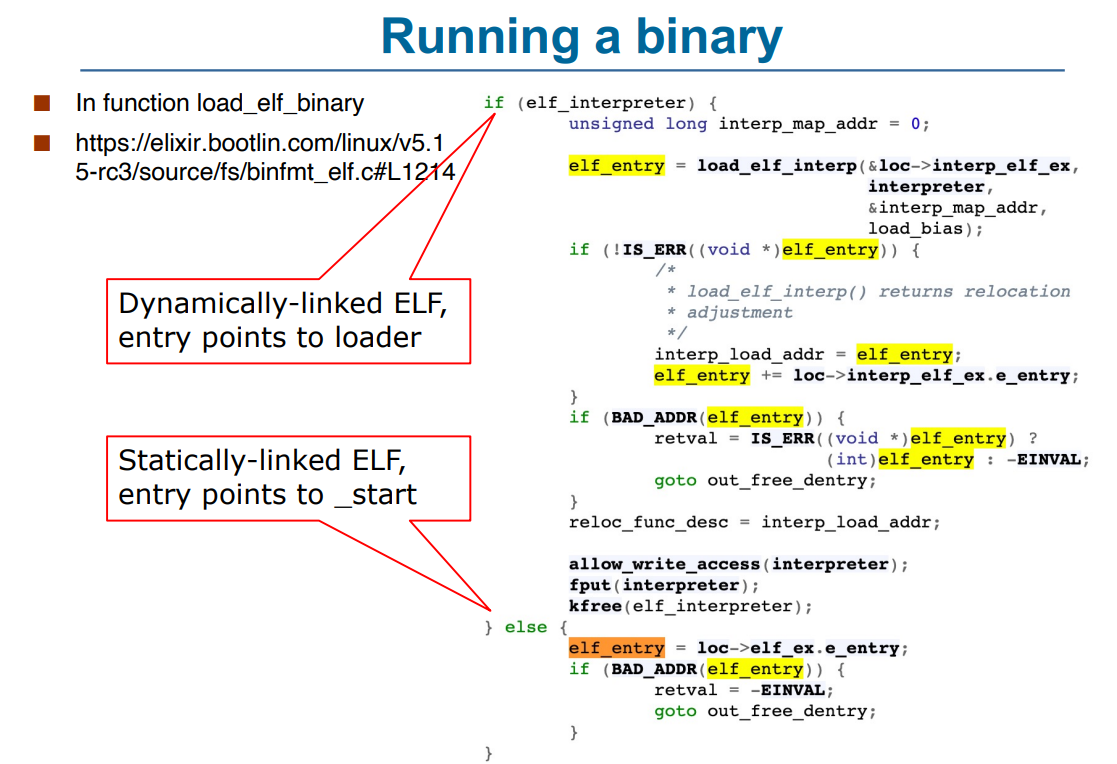 Running a binary
In function load_elf_binary
https://elixir.bootlin.com/linux/v5.1
5-rc3/source/fs/binfmt_elf.c#L1214
Dynamically-linked ELF,
entry points to loader
Statically-linked ELF,
entry points to _start
if (elf_interpreter) {
unsigned long interp_map_addr = 0;
elf_entry = load_elf_interp(&loc->interp_elf_ex,
interpreter,
&interp_map_addr,
load_bias);
if (!IS_ERR((void *)elf_entry)) {
/*
* load_elf_interp() returns relocation
* adjustment
*/
interp_load_addr = elf_entry;
elf_entry += loc->interp_elf_ex.e_entry;
}
if (BAD_ADDR(elf_entry)) {
retval = IS_ERR((void *)elf_entry) ?
(int)elf_entry : -EINVAL;
goto out_free_dentry;
}
reloc_func_desc = interp_load_addr;
allow_write_access(interpreter);
fput(interpreter);
kfree(elf_interpreter);
} else {
elf_entry = loc->elf_ex.e_entry;
if (BAD_ADDR(elf_entry)) {
retval = -EINVAL;
goto out_free_dentry;
}
}